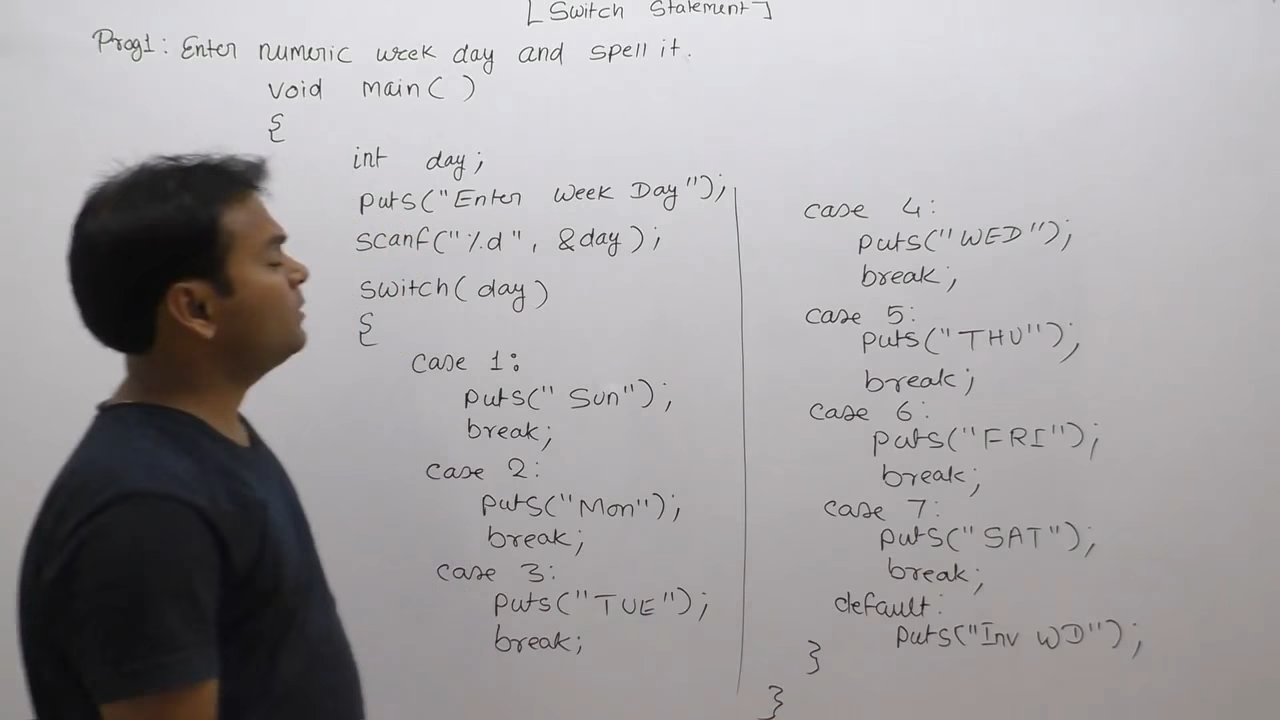 [Switch Statement]
Prog1: Enter numeric week day and spell it.
void main( )
{
int day;
puts("Enter Week Day");
scanf("%d", &day);
switch(day)
{
case 1:
puts("Sun");
break;
case 2:
puts("Mon");
break;
case 3:
puts("TUE");
break;
case 4:
puts("WED");
break;
case 5:
puts("THU");
break;
case 6:
puts("FRI");
break;
case 7:
puts("SAT");
break;
default:
puts("Inv WD");
}
}